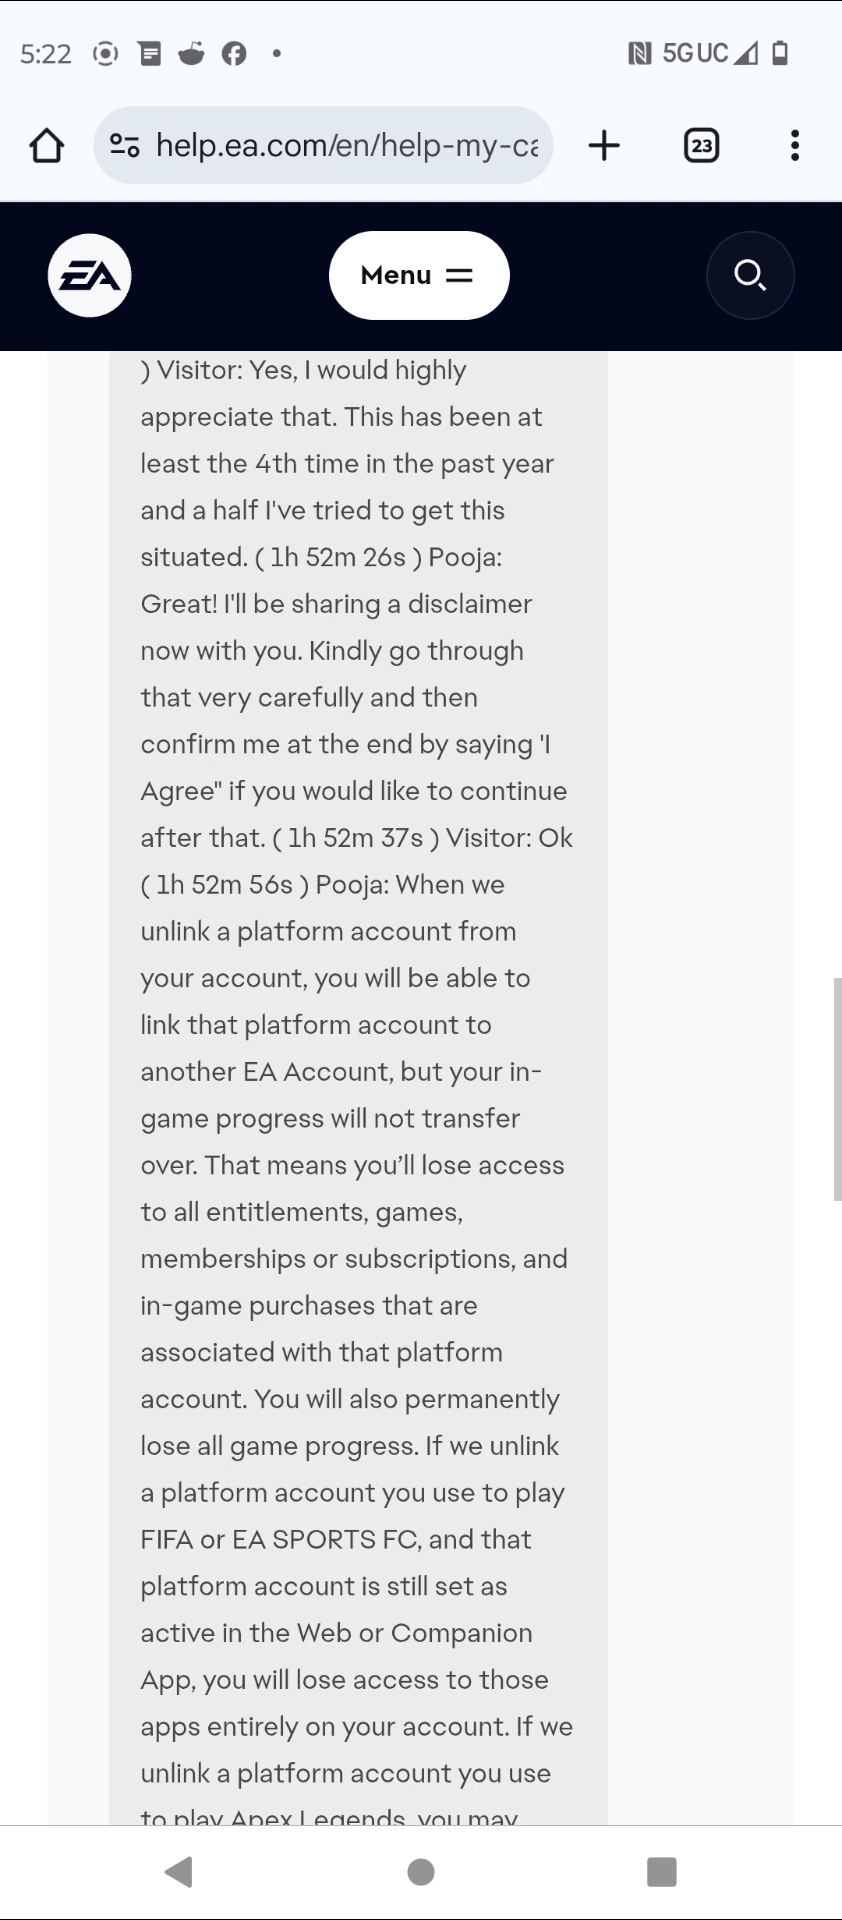 5:22
5G UC
help.ea.com/en/help-my-ca
23
EA
Menu
) Visitor: Yes, I would highly
appreciate that. This has been at
least the 4th time in the past year
and a half I've tried to get this
situated. ( 1h 52m 26s ) Pooja:
Great! I'll be sharing a disclaimer
now with you. Kindly go through
that very carefully and then
confirm me at the end by saying 'I
Agree" if you would like to continue
after that. ( 1h 52m 37s ) Visitor: Ok
( 1h 52m 56s ) Pooja: When we
unlink a platform account from
your account, you will be able to
link that platform account to
another EA Account, but your in-
game progress will not transfer
over. That means you’ll lose access
to all entitlements, games,
memberships or subscriptions, and
in-game purchases that are
associated with that platform
account. You will also permanently
lose all game progress. If we unlink
a platform account you use to play
FIFA or EA SPORTS FC, and that
platform account is still set as
active in the Web or Companion
App, you will lose access to those
apps entirely on your account. If we
unlink a platform account you use
to play Apex Legends, you may